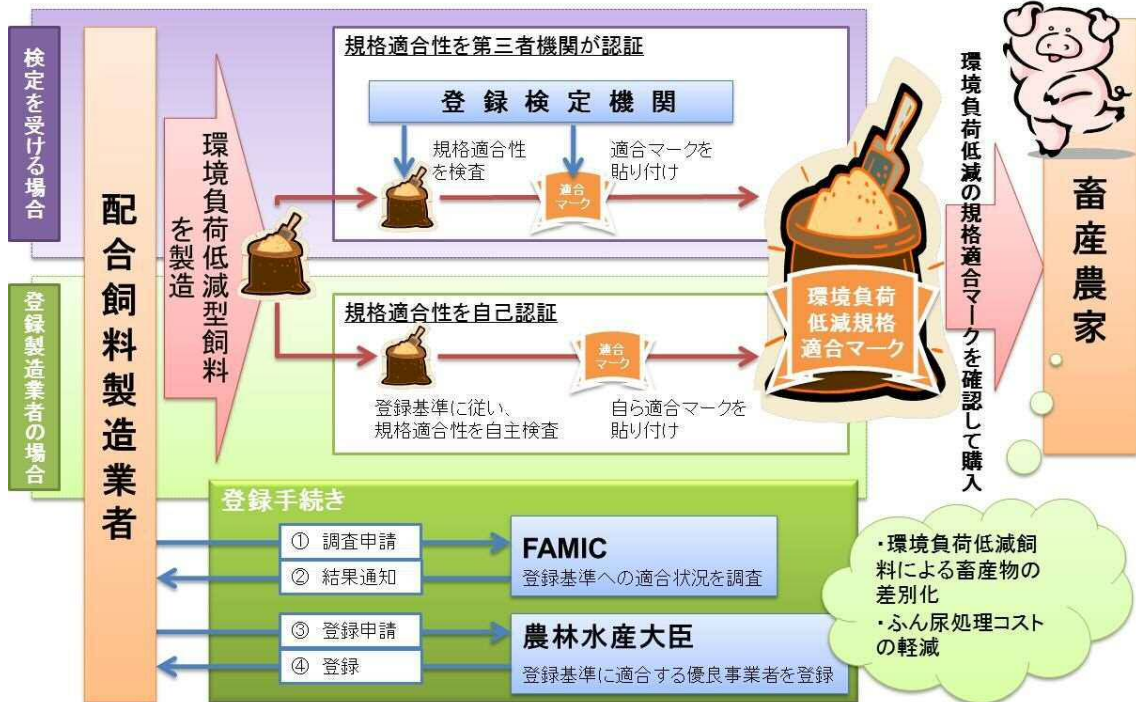 検定を受ける場合
登録製造業者の場合
配合飼料製造業者
環境負荷低減型飼料
を製造
規格適合性を第三者機関が認証
登録検定機関
規格適合性
を検査
適合マークを
貼り付け
適合
マーク
規格適合性を自己認証
適合
マーク
登録基準に従い、
規格適合性を自主検査
自ら適合マークを
貼り付け
環境負荷
低減規格
適合マーク
環境負荷低減の規格適合マークを確認して購入
畜産農家
登録手続き
① 調査申請
② 結果通知
FAMIC
登録基準への適合状況を調査
③ 登録申請
④ 登録
農林水産大臣
登録基準に適合する優良事業者を登録
・環境負荷低減飼
料による畜産物の
差別化
・ふん尿処理コスト
の軽減